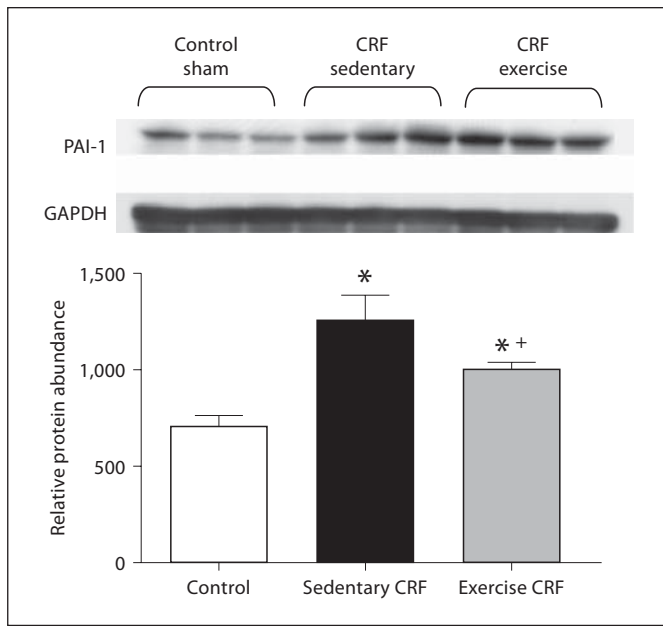 Control
sham
CRF
sedentary
CRF
exercise
PAI-1
GAPDH
Relative protein abundance
1,500
1,000
500
0
*
* +
Control
Sedentary CRF
Exercise CRF